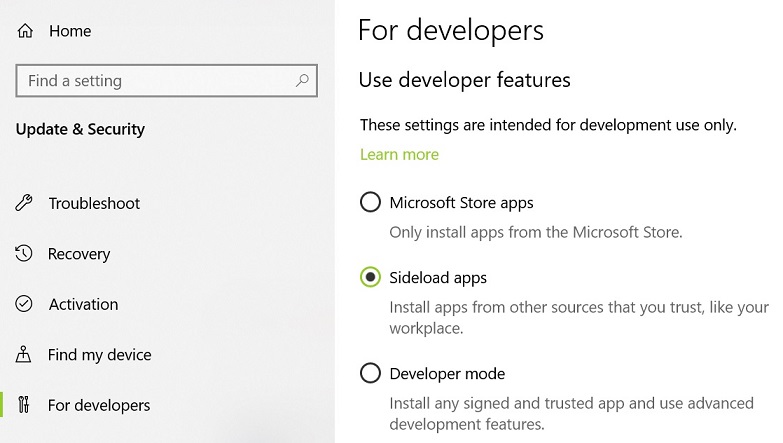 Home
Find a setting
Update & Security
Troubleshoot
Recovery
Activation
Find my device
For developers
For developers
Use developer features
These settings are intended for development use only.
Learn more
Microsoft Store apps
Only install apps from the Microsoft Store.
Sideload apps
Install apps from other sources that you trust, like your
workplace.
Developer mode
Install any signed and trusted app and use advanced
development features.